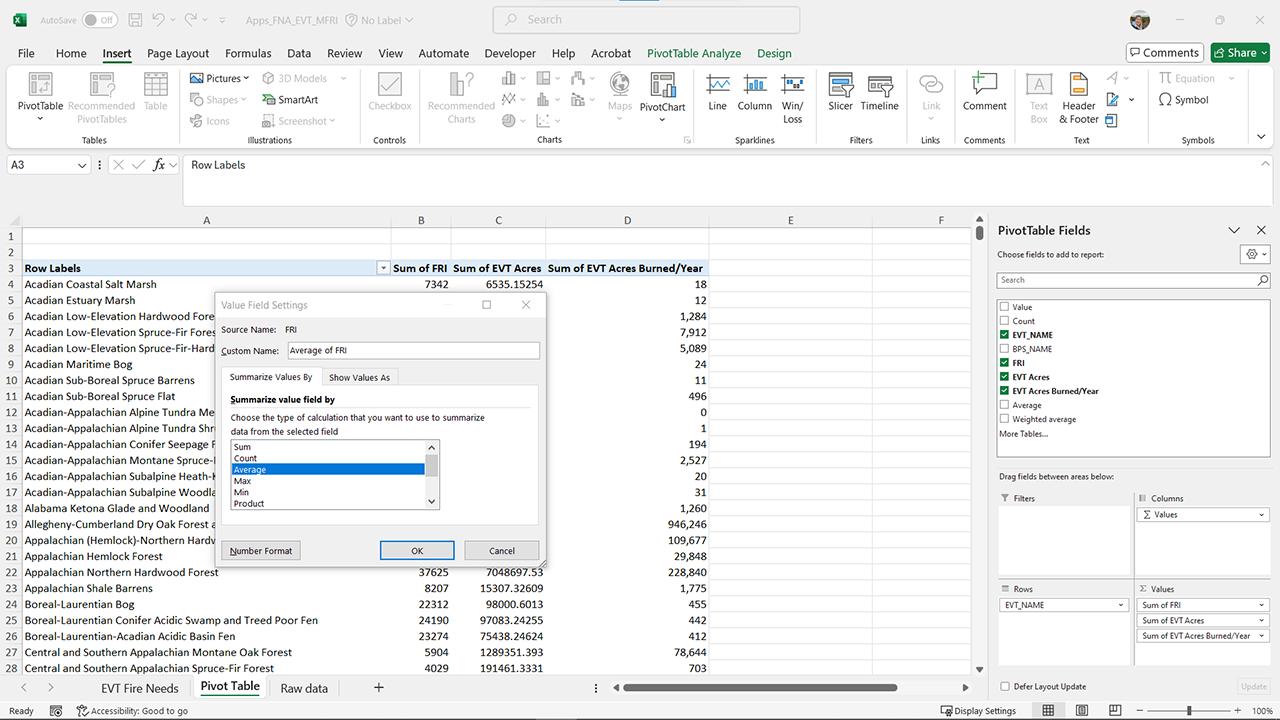 AutoSave Off Apps_FNA_EVT_MFRI No Label Search
File Home Insert Page Layout Formulas Data Review View Automate Developer Help Acrobat PivotTable Analyze Design Comments Share
PivotTable Recommended PivotTables Table
Tables
Pictures Shapes Icons 3D Models SmartArt Screenshot
Illustrations
Checkbox
Controls
Recommended Charts Maps PivotChart
Charts
Line Column Win/ Loss
Sparklines
Slicer Timeline
Filters
Link
Links
Comment
Comments
Text Box Header & Footer
Text
Equation Symbol
Symbols
A3 fx Row Labels
A B C D E F
1
2
3 Row Labels Sum of FRI Sum of EVT Acres Sum of EVT Acres Burned/Year
4 Acadian Coastal Salt Marsh 7342 6535.15254 18
5 Acadian Estuary Marsh 12
6 Acadian Low-Elevation Hardwood Fore 1,284
7 Acadian Low-Elevation Spruce-Fir Fores 7,912
8 Acadian Low-Elevation Spruce-Fir-Hard 5,089
9 Acadian Maritime Bog 24
10 Acadian Sub-Boreal Spruce Barrens 11
11 Acadian Sub-Boreal Spruce Flat 496
12 Acadian-Appalachian Alpine Tundra Me 0
13 Acadian-Appalachian Alpine Tundra Shr 1
14 Acadian-Appalachian Conifer Seepage F 194
15 Acadian-Appalachian Montane Spruce- 2,527
16 Acadian-Appalachian Subalpine Heath-K 20
17 Acadian-Appalachian Subalpine Woodla 31
18 Alabama Ketona Glade and Woodland 1,260
19 Allegheny-Cumberland Dry Oak Forest a 946,246
20 Appalachian (Hemlock)-Northern Hardw 109,677
21 Appalachian Hemlock Forest 29,848
22 Appalachian Northern Hardwood Forest 37625 7048697.53 228,840
23 Appalachian Shale Barrens 8207 15307.32609 1,775
24 Boreal-Laurentian Bog 22312 98000.6013 455
25 Boreal-Laurentian Conifer Acidic Swamp and Treed Poor Fen 24190 97083.24255 442
26 Boreal-Laurentian-Acadian Acidic Basin Fen 23274 75438.24624 412
27 Central and Southern Appalachian Montane Oak Forest 5904 1289351.393 78,644
28 Central and Southern Appalachian Spruce-Fir Forest 4029 191461.3331 703
Value Field Settings
Source Name: FRI
Custom Name: Average of FRI
Summarize Values By Show Values As
Summarize value field by
Choose the type of calculation that you want to use to summarize
data from the selected field
Sum
Count
Average
Max
Min
Product
Number Format OK Cancel
PivotTable Fields
Choose fields to add to report:
Search
Value
Count
EVT_NAME
BPS_NAME
FRI
EVT Acres
EVT Acres Burned/Year
Average
Weighted average
More Tables...
Drag fields between areas below:
Filters Columns
Σ Values
Rows Σ Values
EVT_NAME Sum of FRI
Sum of EVT Acres
Sum of EVT Acres Burned/Year
Defer Layout Update Update
EVT Fire Needs Pivot Table Raw data
Ready Accessibility: Good to go Display Settings 100%